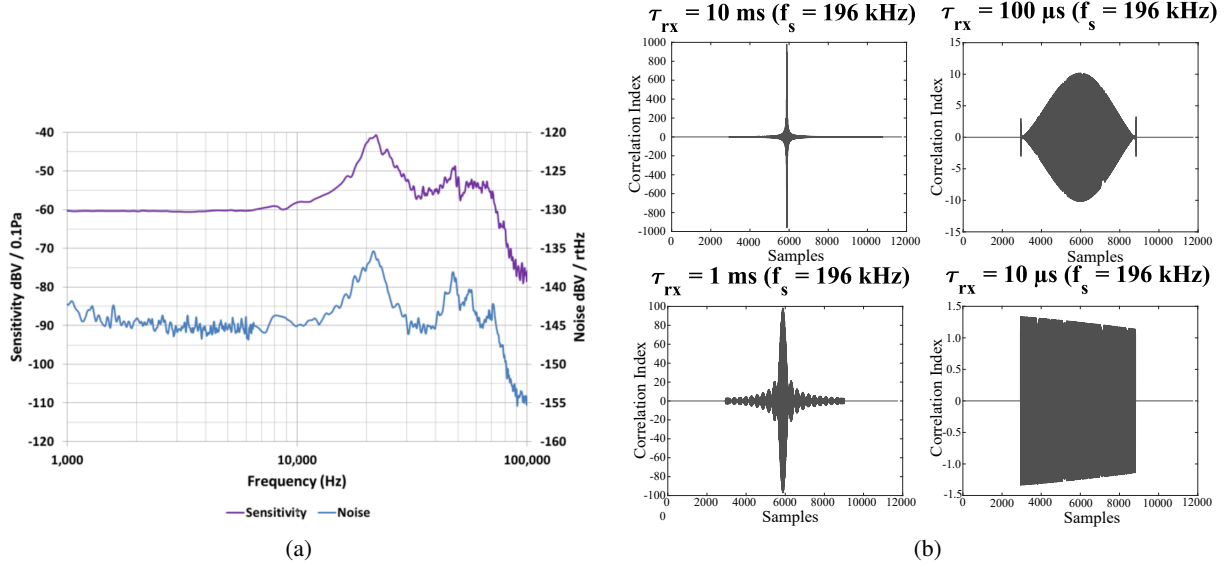 τrx = 10 ms (fs = 196 kHz)
τrx = 100 μs (fs = 196 kHz)
1000
800
600
400
200
0
-200
-400
-600
-800
-1000
Correlation Index
0 2000 4000 6000 8000 10000 12000
Samples
15
10
5
0
-5
-10
-15
Correlation Index
0 2000 4000 6000 8000 10000 12000
Samples
-40
-50
-60
-70
-80
-90
-100
-110
-120
Sensitivity dBV / 0.1Pa
-120
-125
-130
-135
-140
-145
-150
-155
-160
Noise dBV / rtHz
1,000 10,000 100,000
Frequency (Hz)
Sensitivity Noise
τrx = 1 ms (fs = 196 kHz)
τrx = 10 μs (fs = 196 kHz)
100
80
60
40
20
0
-20
-40
-60
-80
-100
Correlation Index
0 2000 4000 6000 8000 10000 12000
0
Samples
1.5
1.0
0.5
0
-0.5
-1.0
-1.5
Correlation Index
0 2000 4000 6000 8000 10000 12000
Samples
(a)
(b)